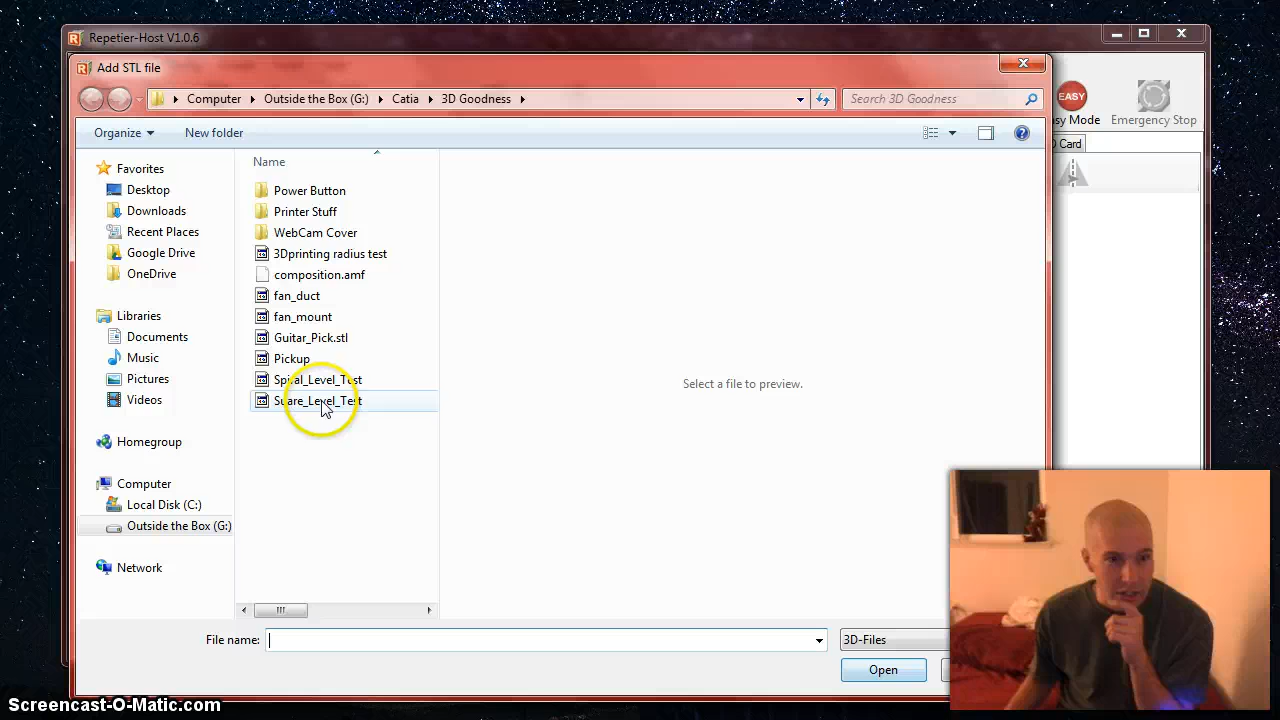 Repetier-Host V1.0.6
Add STL file
Computer Outside the Box (G:) Catia 3D Goodness
Search 3D Goodness
EASY
Emergency Stop
Organize
New folder
Card
Name
Favorites
Desktop
Downloads
Recent Places
Google Drive
OneDrive
Libraries
Documents
Music
Pictures
Videos
Homegroup
Computer
Local Disk (C:)
Outside the Box (G:)
Network
Power Button
Printer Stuff
WebCam Cover
3Dprinting radius test
composition.amf
fan_duct
fan_mount
Guitar_Pick.stl
Pickup
Spiral_Level_Test
Suare_Level_Test
Select a file to preview.
File name:
3D-Files
Open
Mode
Screencast-O-Matic.com